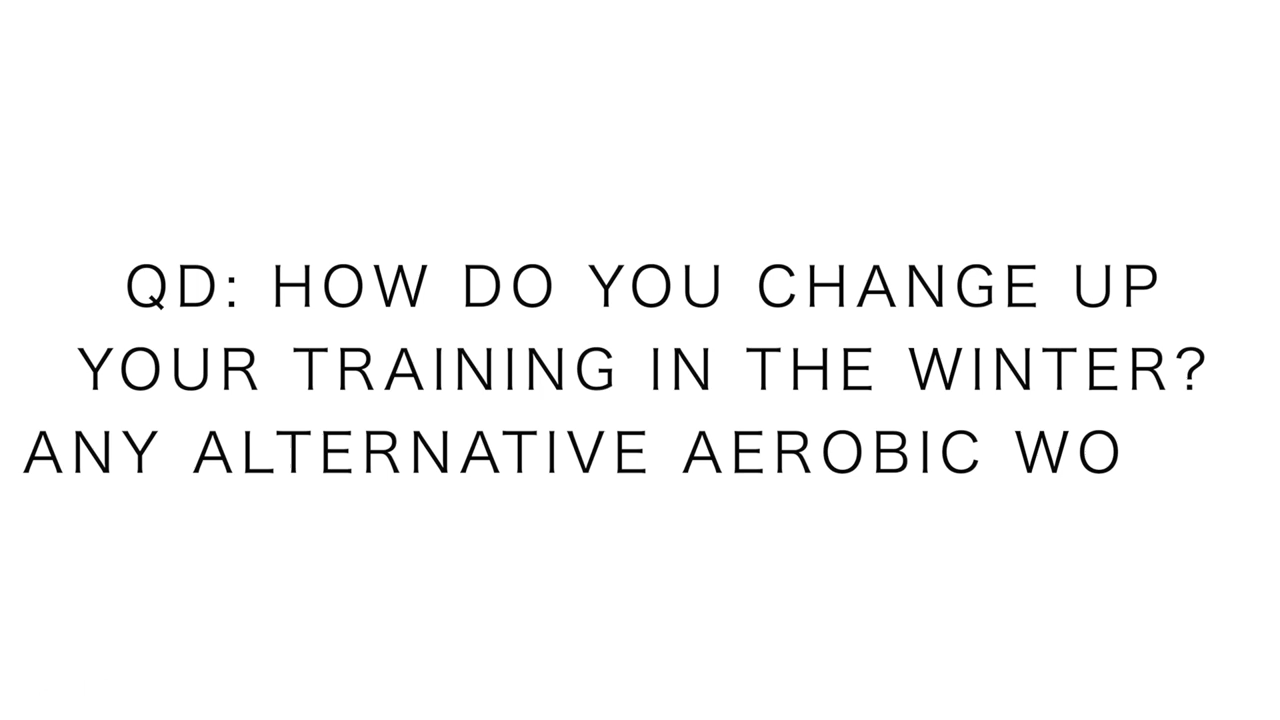 QD: HOW DO YOU CHANGE UP
YOUR TRAINING IN THE WINTER?
ANY ALTERNATIVE AEROBIC WO